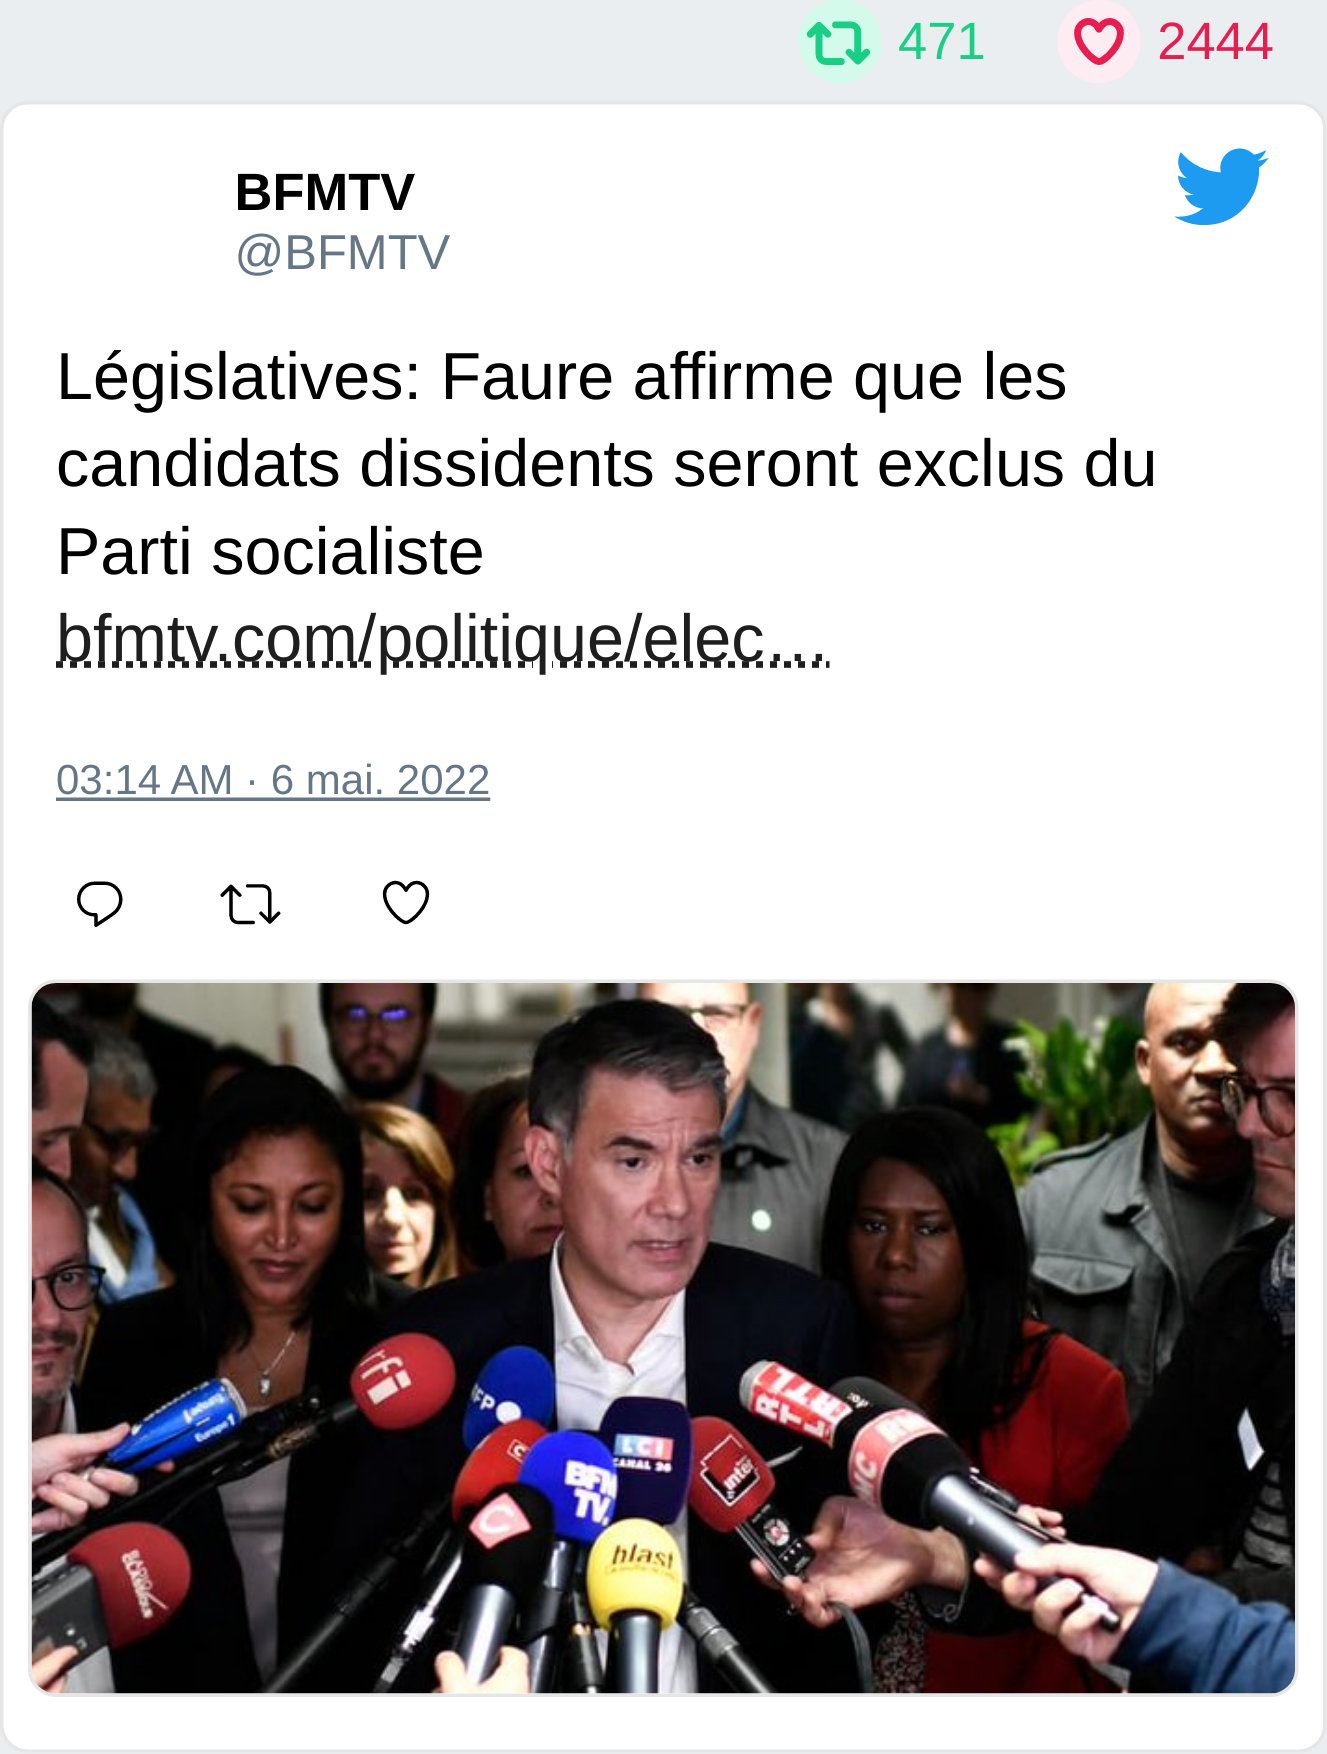 471 2444
BFMTV
@BFMTV
Législatives: Faure affirme que les
candidats dissidents seront exclus du
Parti socialiste
bfmtv.com/politique/elec…
03:14 AM · 6 mai. 2022
rfi
FP
Europe 1
LCI
CANAL 26
BFM
TV.
C
inter
RTL
RTL
RMC
blast